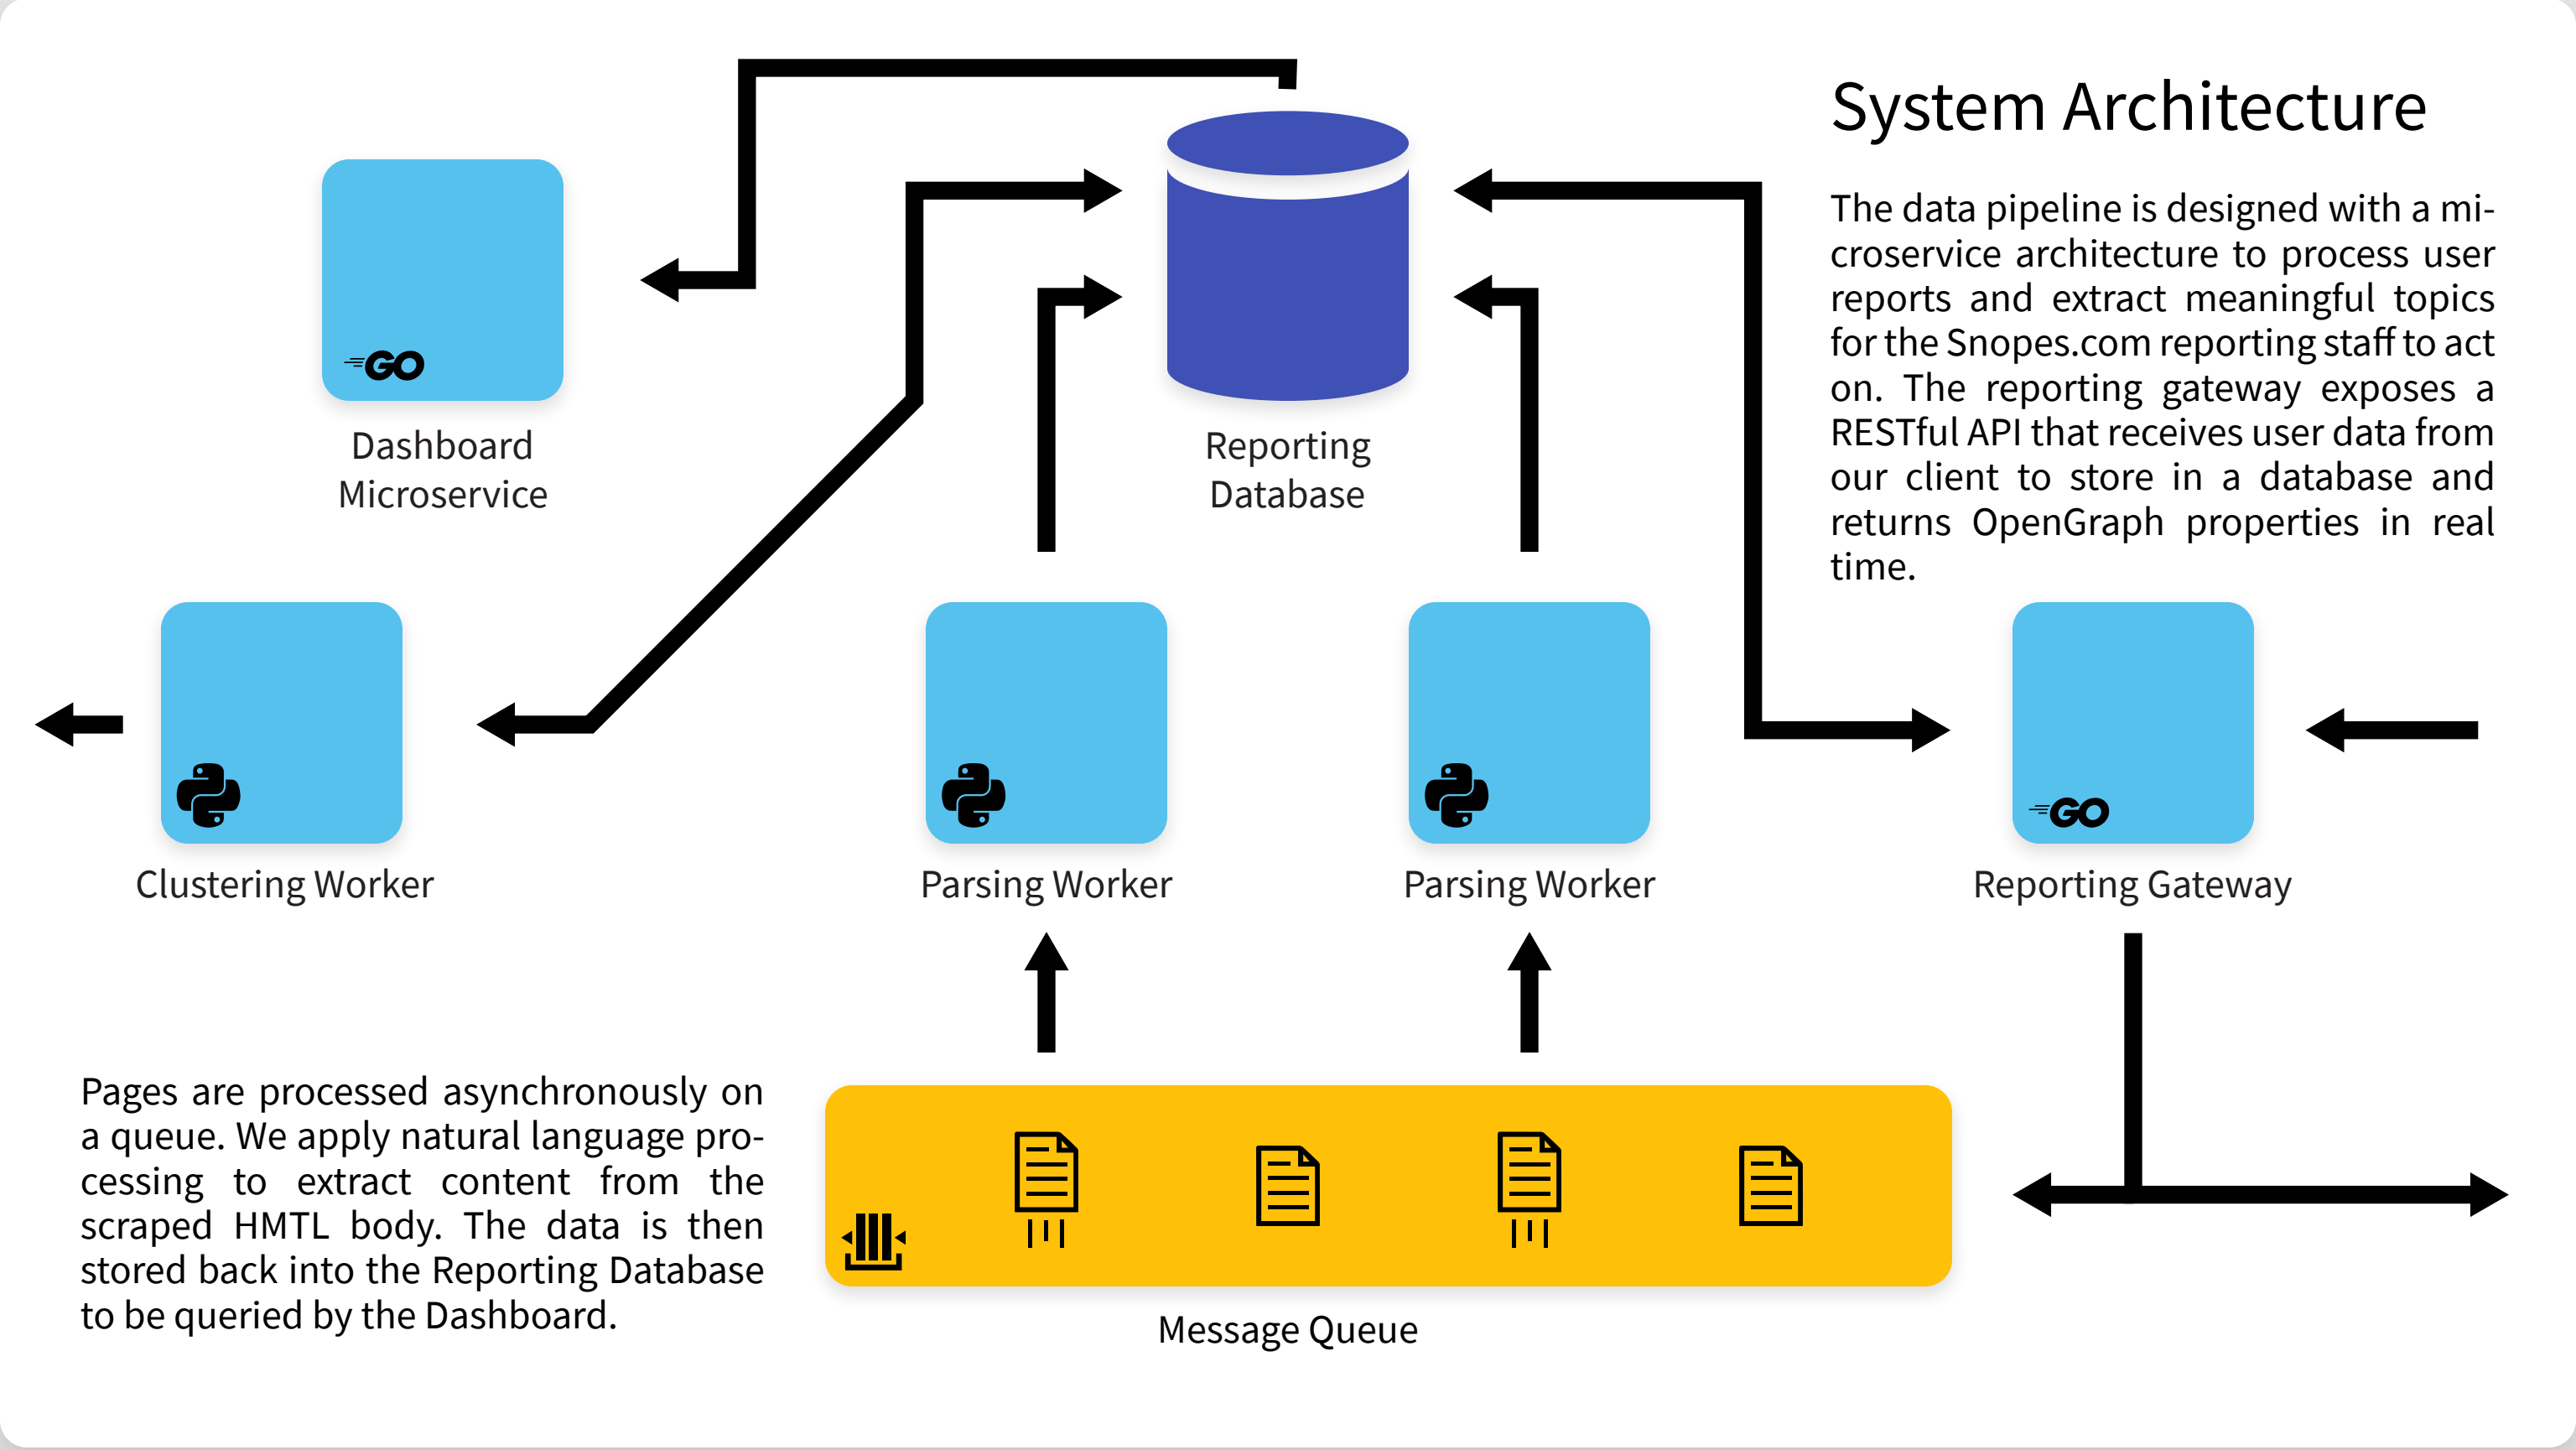 System Architecture
The data pipeline is designed with a mi-
croservice architecture to process user
reports and extract meaningful topics
for the Snopes.com reporting staff to act
on. The reporting gateway exposes a
RESTful API that receives user data from
our client to store in a database and
returns OpenGraph properties in real
time.
GO
Dashboard
Microservice
Reporting
Database
Clustering Worker
Parsing Worker
Parsing Worker
GO
Reporting Gateway
Pages are processed asynchronously on
a queue. We apply natural language pro-
cessing to extract content from the
scraped HMTL body. The data is then
stored back into the Reporting Database
to be queried by the Dashboard.
Message Queue